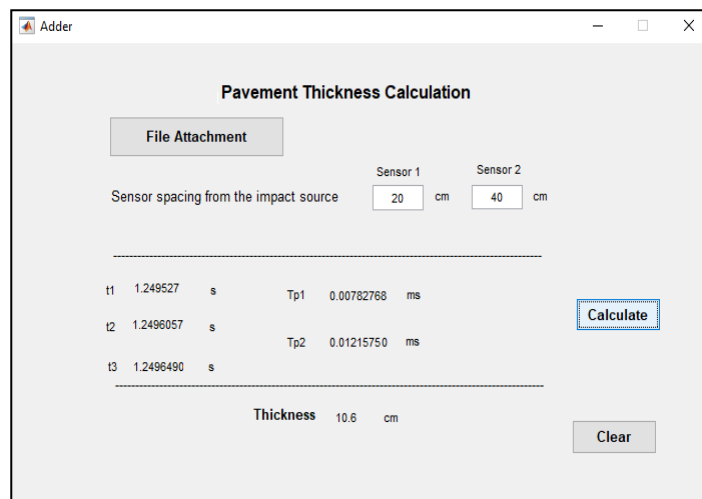 Adder
Pavement Thickness Calculation
File Attachment
Sensor 1 Sensor 2
Sensor spacing from the impact source 20 cm 40 cm
t1 1.249527 s Tp1 0.00782768 ms
t2 1.2496057 s Tp2 0.01215750 ms
Calculate
t3 1.2496490 s
Thickness 10.6 cm
Clear